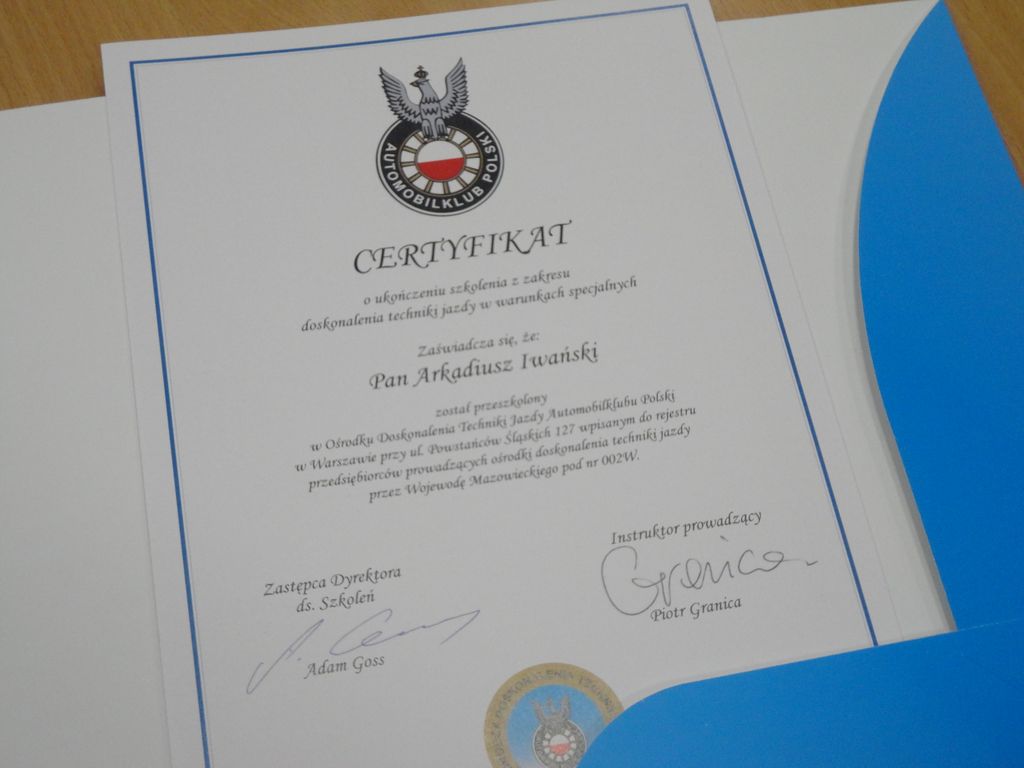 AUTOMOBILKLUB POLSKI
CERTYFIKAT
o ukończeniu szkolenia z zakresu
doskonalenia techniki jazdy w warunkach specjalnych
Zaświadcza się, że:
Pan Arkadiusz Iwański
został przeszkolony
w Ośrodku Doskonalenia Techniki Jazdy Automobilklubu Polski
w Warszawie przy ul. Powstańców Śląskich 127 wpisanym do rejestru
przedsiębiorców prowadzących ośrodki doskonalenia techniki jazdy
przez Wojewodę Mazowieckiego pod nr 002W.
Zastępca Dyrektora
ds. Szkoleń
Adam Goss
Instruktor prowadzący
Granica
Piotr Granica
DOSKONALENIA